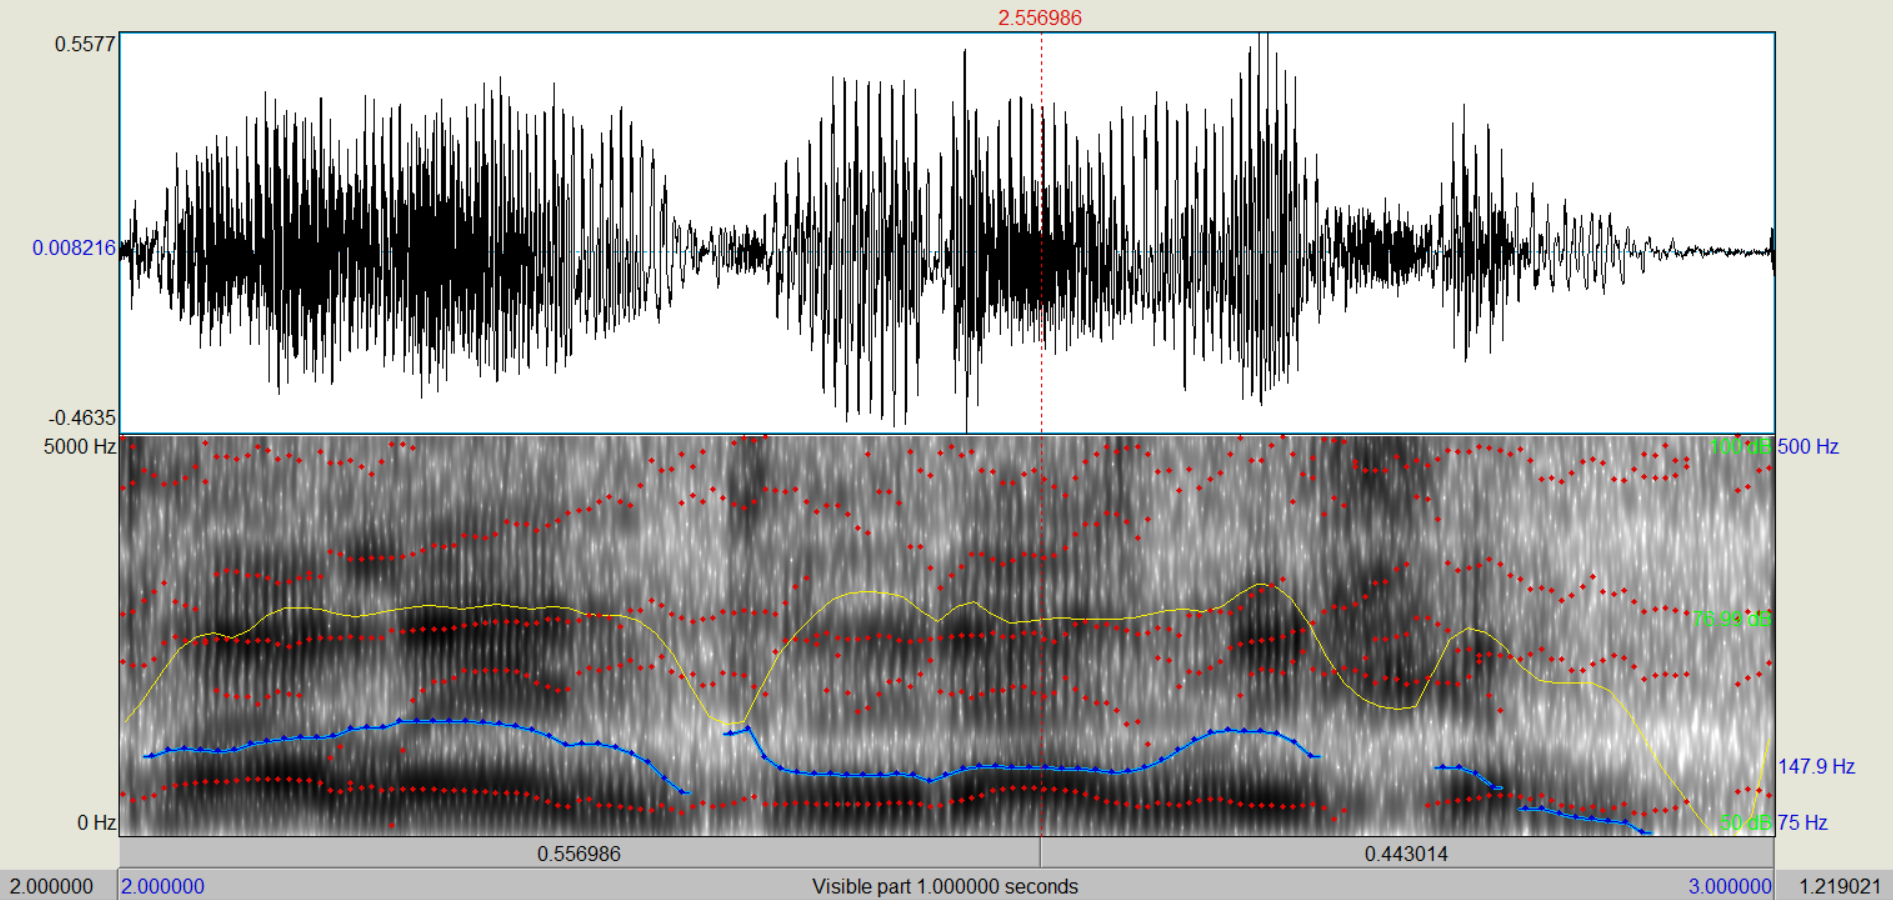 2.556986
0.5577
0.008216
-0.4635
5000 Hz
100 dB 500 Hz
76.99 dB
147.9 Hz
0 Hz
50 dB 75 Hz
0.556986 0.443014
2.000000 2.000000 Visible part 1.000000 seconds 3.000000 1.219021